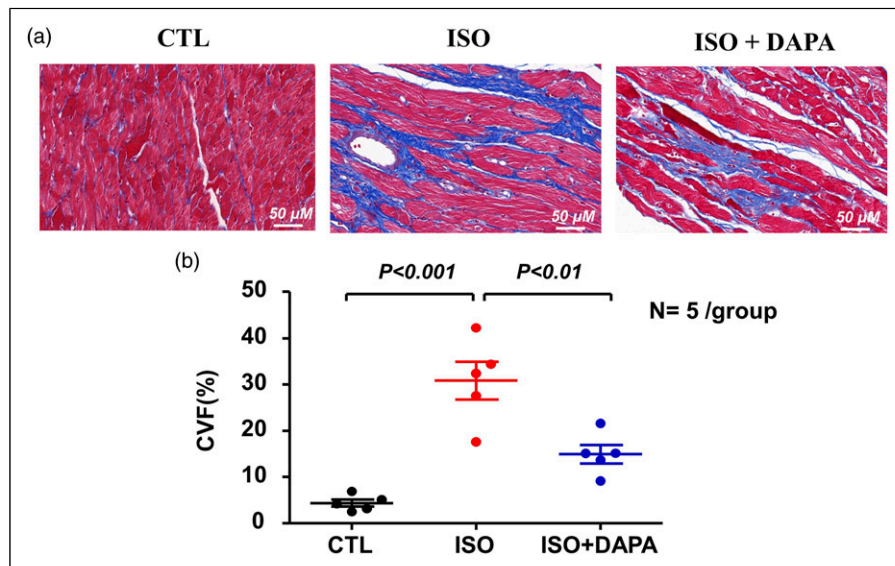 (a)
CTL
ISO
ISO + DAPA
50 µM
50 µM
50 µM
(b)
P<0.001
P<0.01
N= 5 /group
CVF(%)
50
40
30
20
10
0
CTL
ISO
ISO+DAPA